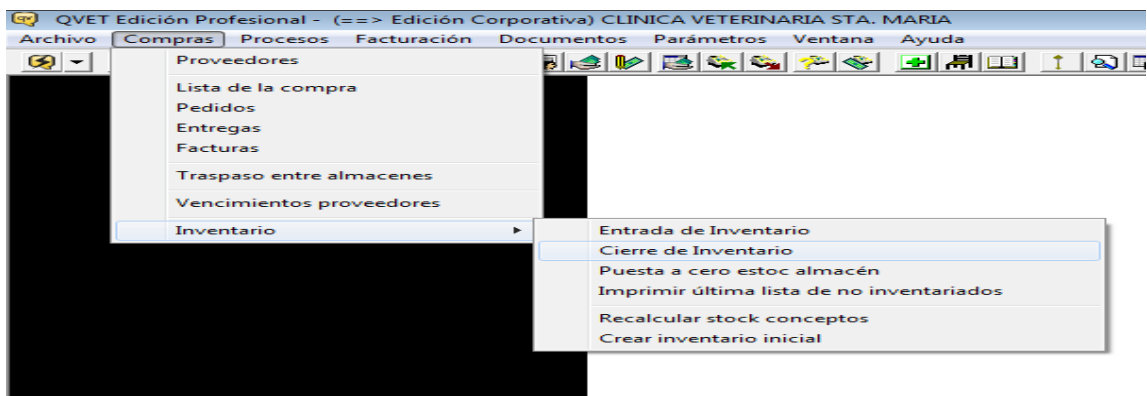 QVET Edición Profesional - (==> Edición Corporativa) CLINICA VETERINARIA STA. MARIA
Archivo Compras Procesos Facturación Documentos Parámetros Ventana Ayuda
Proveedores
Lista de la compra
Pedidos
Entregas
Facturas
Traspaso entre almacenes
Vencimientos proveedores
Inventario
Entrada de Inventario
Cierre de Inventario
Puesta a cero estoc almacén
Imprimir última lista de no inventariados
Recalcular stock conceptos
Crear inventario inicial